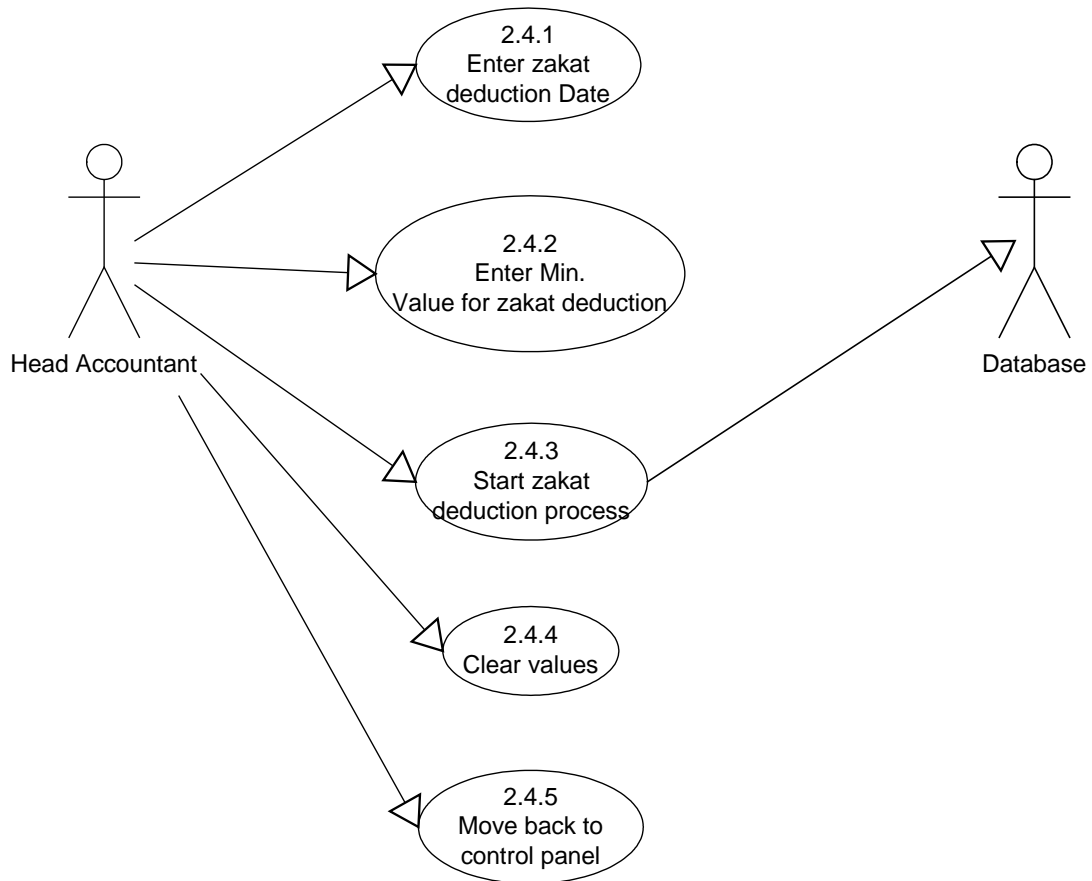 2.4.1
Enter zakat
deduction Date
2.4.2
Enter Min.
Value for zakat deduction
Head Accountant
Database
2.4.3
Start zakat
deduction process
2.4.4
Clear values
2.4.5
Move back to
control panel